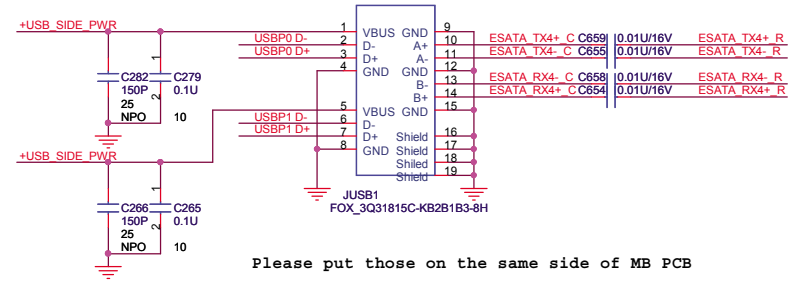 +USB_SIDE_PWR
1 VBUS GND 9
USBP0 D- 2 D- A+ 10 ESATA_TX4+_C C659 0.01U/16V ESATA_TX4+_R
USBP0 D+ 3 D+ A- 11 ESATA_TX4-_C C655 0.01U/16V ESATA_TX4-_R
4 GND GND 12
B- 13 ESATA_RX4-_C C658 0.01U/16V ESATA_RX4-_R
B+ 14 ESATA_RX4+_C C654 0.01U/16V ESATA_RX4+_R
1
C282 C279
150P 2 0.1U
25
NPO 10
5 VBUS GND 15
USBP1 D- 6 D-
USBP1 D+ 7 D+ Shield 16
8 GND Shield 17
Shiled 18
Shield 19
+USB_SIDE_PWR
JUSB1
FOX_3Q31815C-KB2B1B3-8H
1
C266 C265
150P 2 0.1U
25
NPO 10
Please put those on the same side of MB PCB